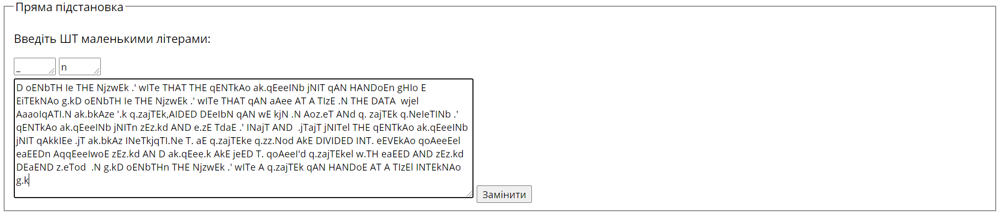 Пряма підстановка
Введіть ШТ маленькими літерами:
_ n
D oENbTH Ie THE NjzwEk .' wITe THAT THE qENTkAo ak.qEeeINb jNIT qAN HANDoEn gHIo E
EiTEkNAo g.kD oENbTH Ie THE NjzwEk .' wITe THAT qAN aAee AT A TIzE .N THE DATA  wjel
AaaoIqATI.N ak.bkAze '.k q.zajTEk,AIDED DEeIbN qAN wE kjN .N Aoz.eT ANd q. zajTEk q.NeIeTINb .'
qENTkAo ak.qEeeINb jNITn zEz.kd AND e.zE TdaE .' INajT AND  .jTajT jNITel THE qENTkAo ak.qEeeINb
jNIT qAkkIEe .jT ak.bkAz INeTkjqTI.Ne T. aE q.zajTEke q.zz.Nod AkE DIVIDED INT. eEVEkAo qoAeeEel
eaEEDn AqqEeeIwoE zEz.kd AN D ak.qEee.k AkE jeED T. qoAeeI'd q.zajTEkel w.TH eaEED AND zEz.kd
DEaEND z.eTod  .N g.kD oENbTHn THE NjzwEk .' wITe A q.zajTEk qAN HANDoE AT A TIzEl INTEkNAo
g.k
Замінити